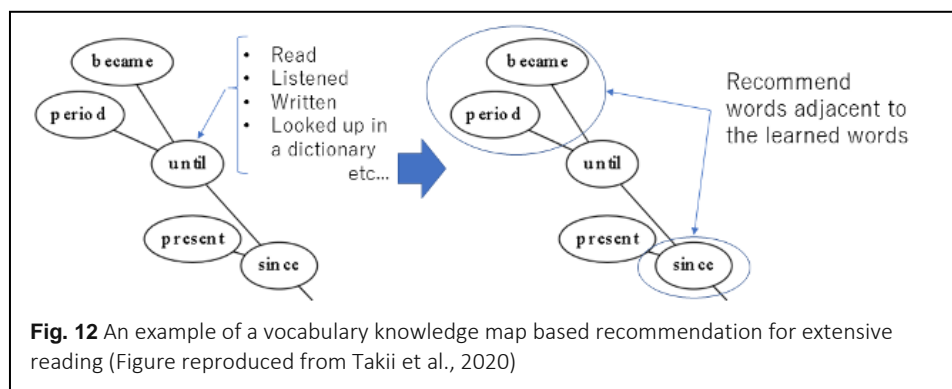 became
period
until
present
since
• Read
• Listened
• Written
• Looked up in
a dictionary
etc...
became
period
until
present
since
Recommend
words adjacent to
the learned words
Fig. 12 An example of a vocabulary knowledge map based recommendation for extensive
reading (Figure reproduced from Takii et al., 2020)